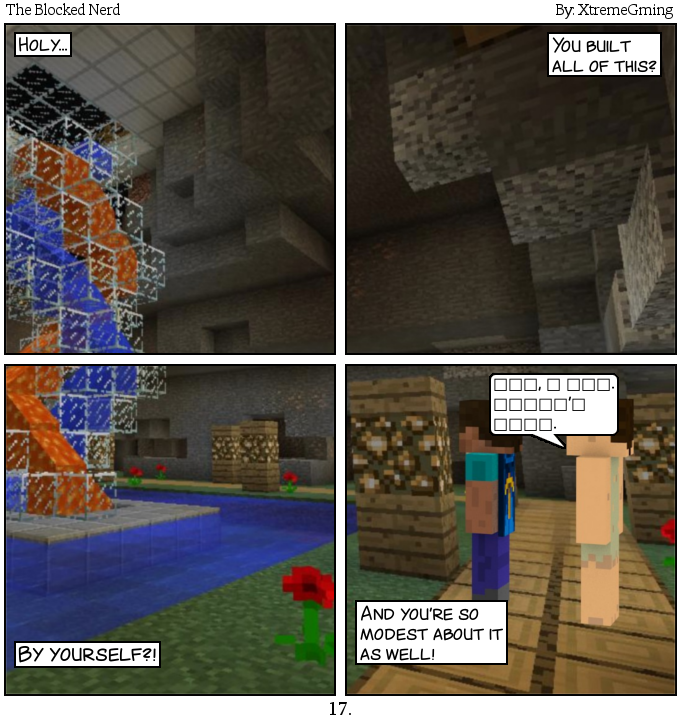 The Blocked Nerd
By: XtremeGming
HOLY...
YOU BUILT
ALL OF THIS?
BY YOURSELF?!
□□□, □ □□□.
□□□□□'□
□□□□.
AND YOU'RE SO
MODEST ABOUT IT
AS WELL!
17.